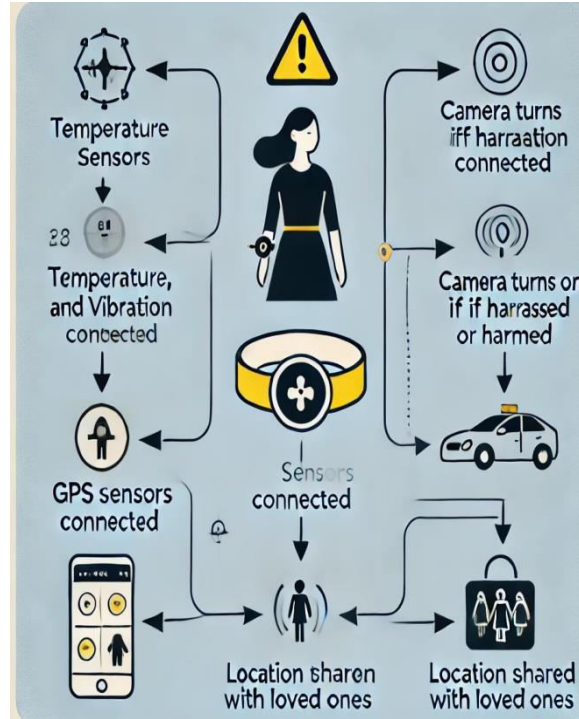 Temperature
Sensors
Camera turns
iff harraation
connected
28
Temperature,
and Vibration
connected
Camera turns or
if if harrassed
or harmed
GPS sensors
connected
Sensors
connected
Location sharen
with loved ones
Location shared
with loved ones